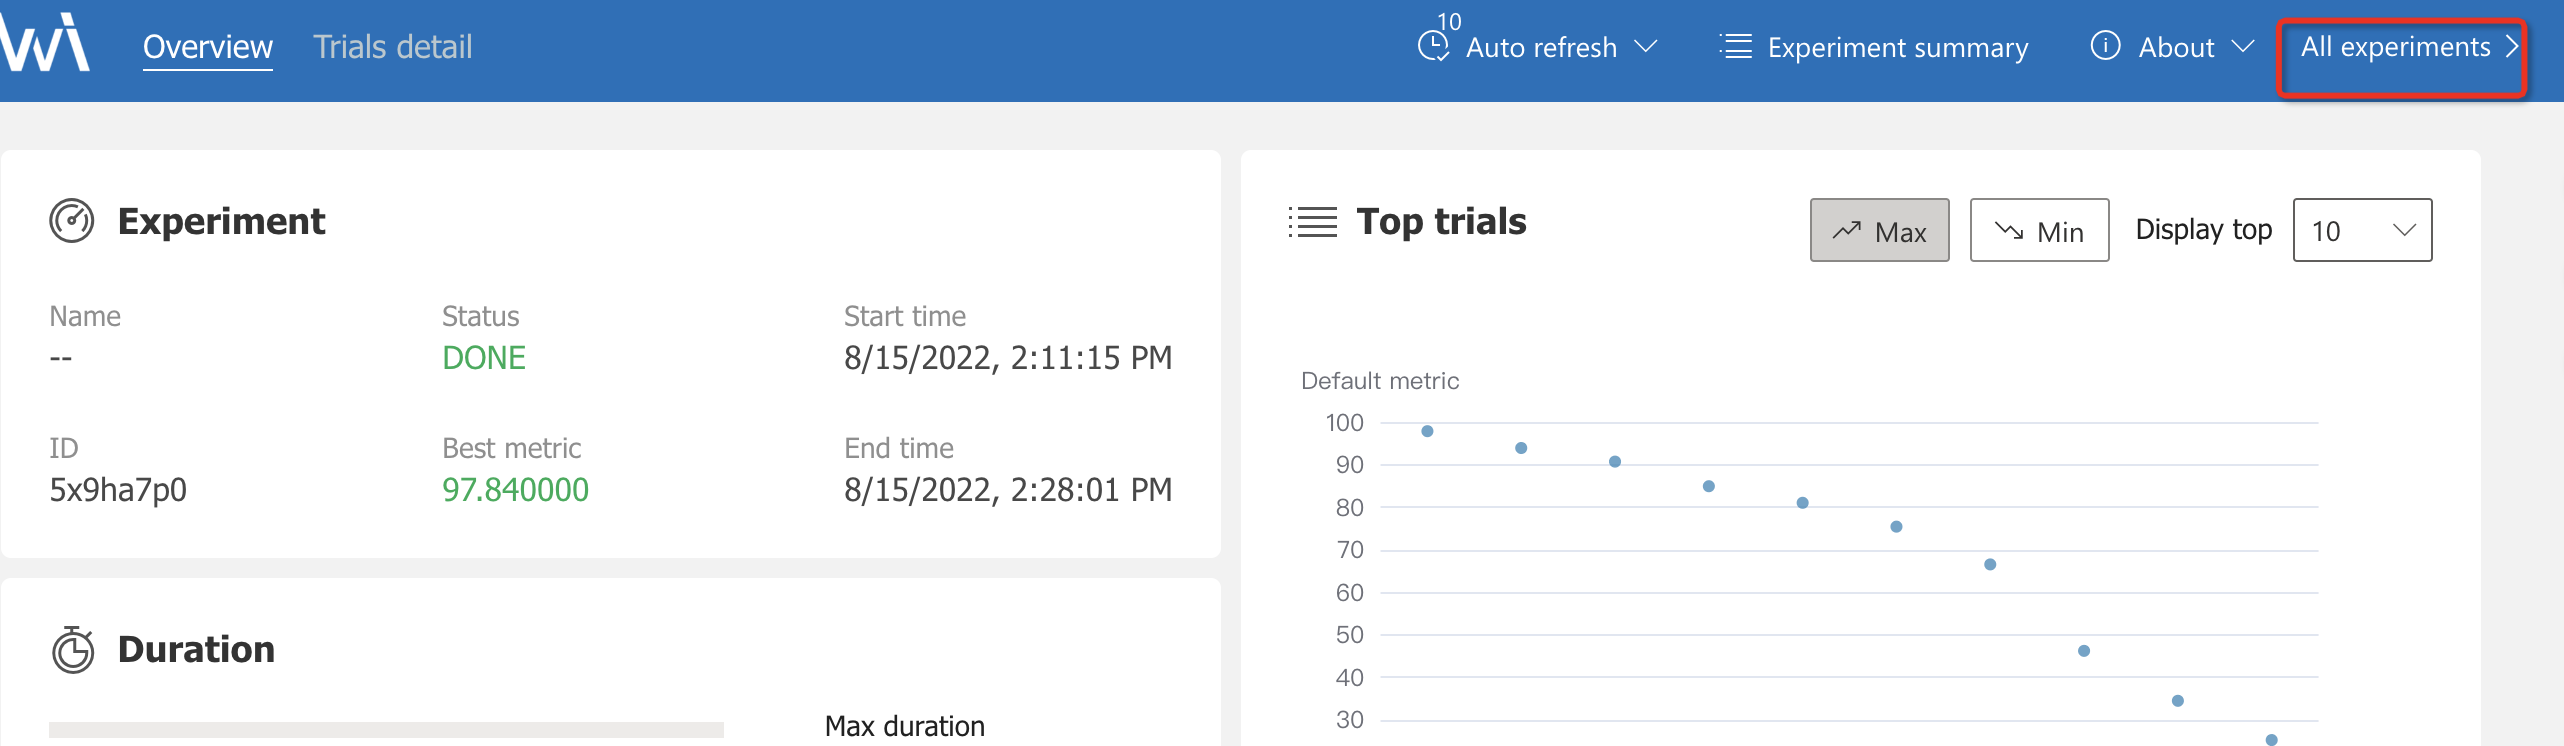 Overview Trials detail 10 Auto refresh Experiment summary About All experiments
Experiment
Name Status Start time
-- DONE 8/15/2022, 2:11:15 PM
ID Best metric End time
5x9ha7p0 97.840000 8/15/2022, 2:28:01 PM
Duration
Max duration
Top trials Max Min Display top 10
Default metric
100
90
80
70
60
50
40
30